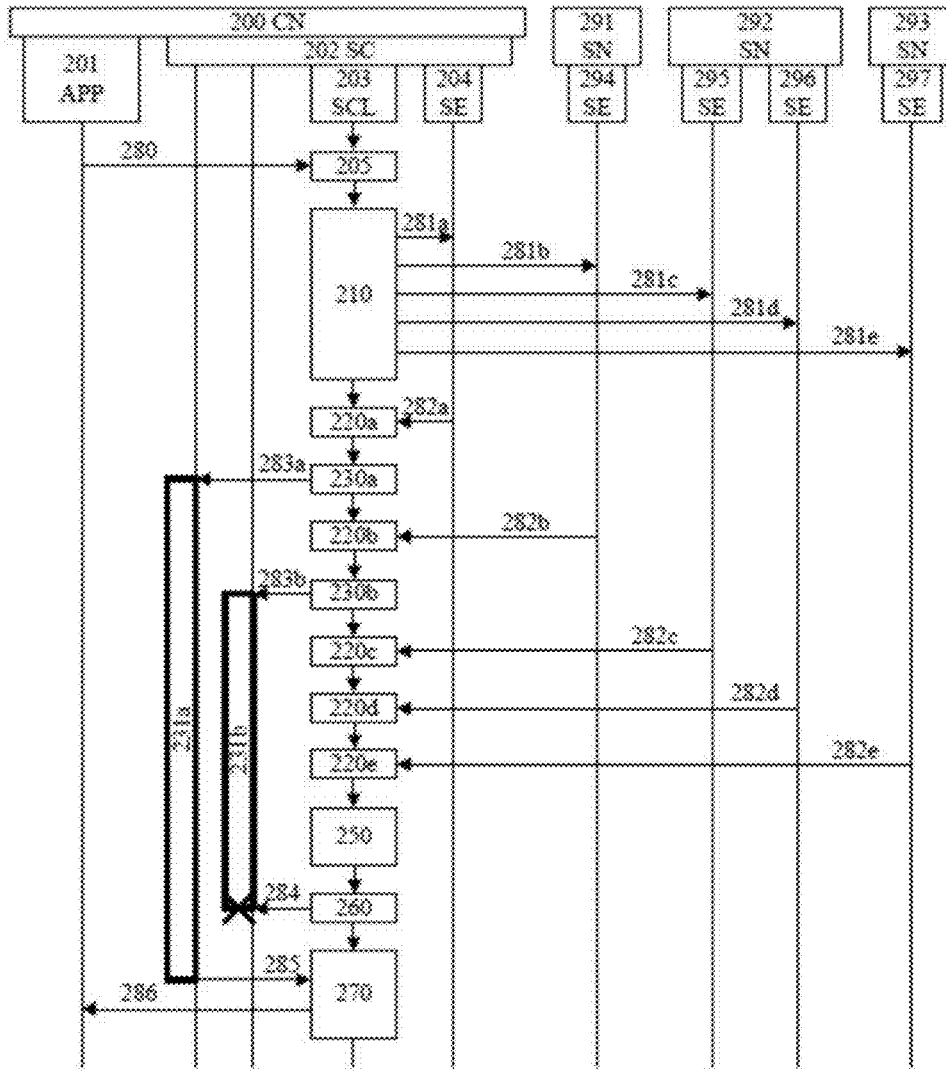 200 CN
291
SN
292
SN
293
SN
201
APP
202 SC
203
SCL
204
SE
294
SE
295
SE
296
SE
297
SE
280
205
281a
281b
210
281c
281d
281e
220a
282a
283a
230a
220b
282b
283b
230b
220c
282c
231a
231b
220d
282d
220e
282e
250
284
260
285
270
286